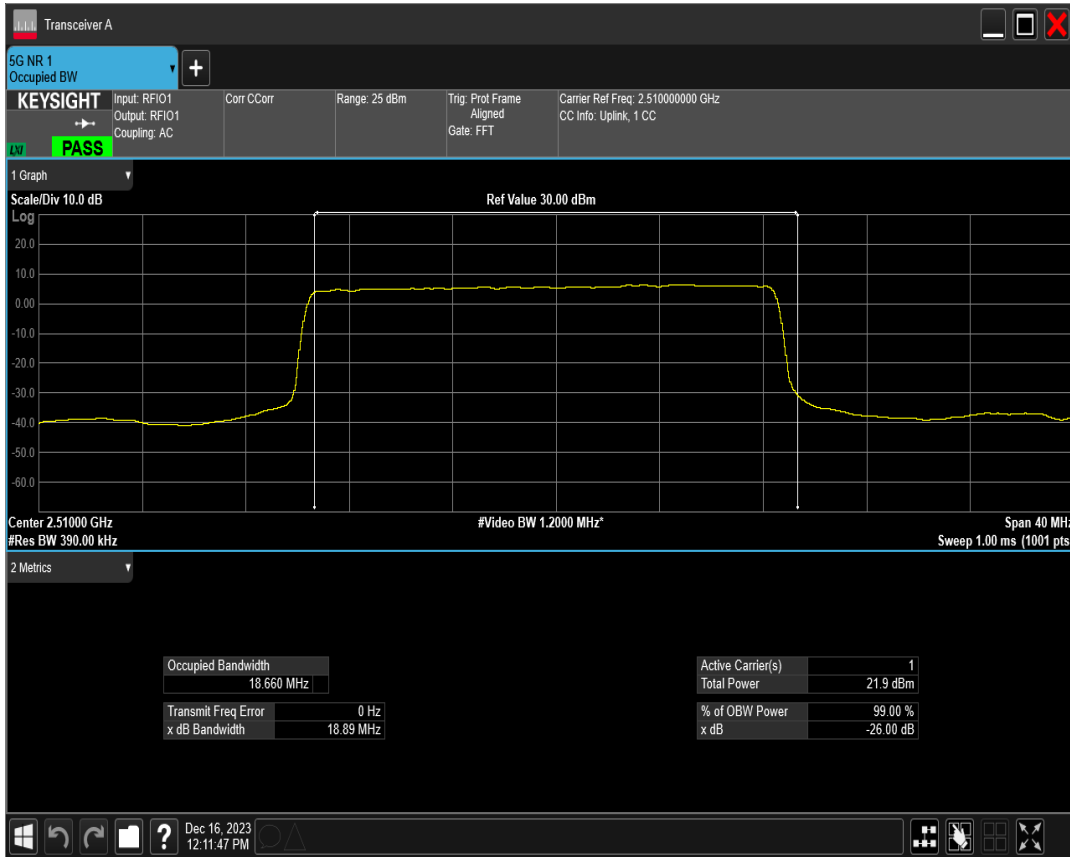 Transceiver A
5G NR 1
Occupied BW
+
KEYSIGHT
LXI
PASS
Input: RFIO1
Output: RFIO1
Coupling: AC
Corr CCorr
Range: 25 dBm
Trig: Prot Frame
Aligned
Gate: FFT
Carrier Ref Freq: 2.510000000 GHz
CC Info: Uplink, 1 CC
1 Graph
Scale/Div 10.0 dB
Ref Value 30.00 dBm
Log
20.0
10.0
0.00
-10.0
-20.0
-30.0
-40.0
-50.0
-60.0
Center 2.51000 GHz
#Video BW 1.2000 MHz*
Span 40 MHz
#Res BW 390.00 kHz
Sweep 1.00 ms (1001 pts
2 Metrics
Occupied Bandwidth
18.660 MHz
Transmit Freq Error 0 Hz
x dB Bandwidth 18.89 MHz
Active Carrier(s) 1
Total Power 21.9 dBm
% of OBW Power 99.00 %
x dB -26.00 dB
?
Dec 16, 2023
12:11:47 PM